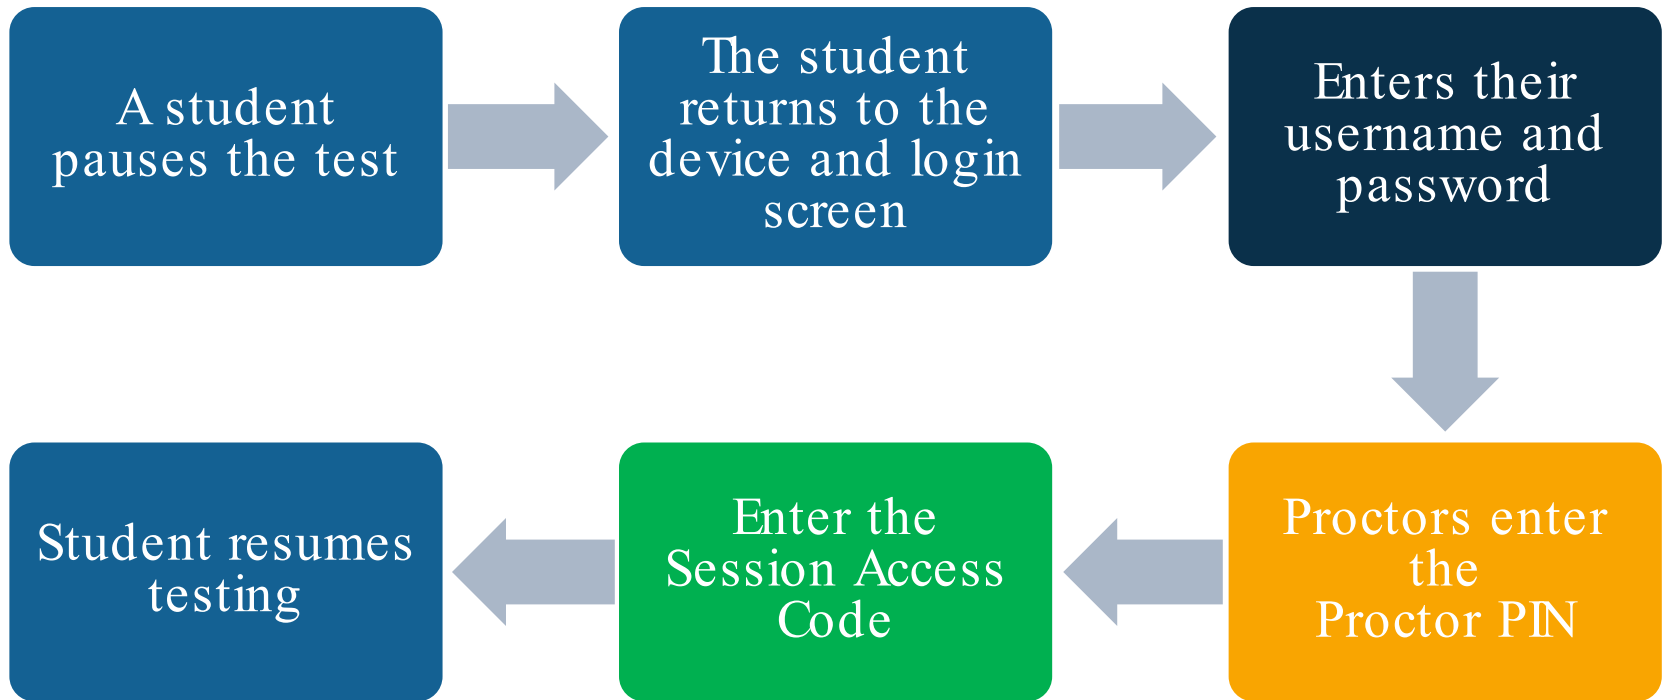 A student
pauses the test
The student
returns to the
device and login
screen
Enters their
username and
password
Proctors enter
the
Proctor PIN
Enter the
Session Access
Code
Student resumes
testing